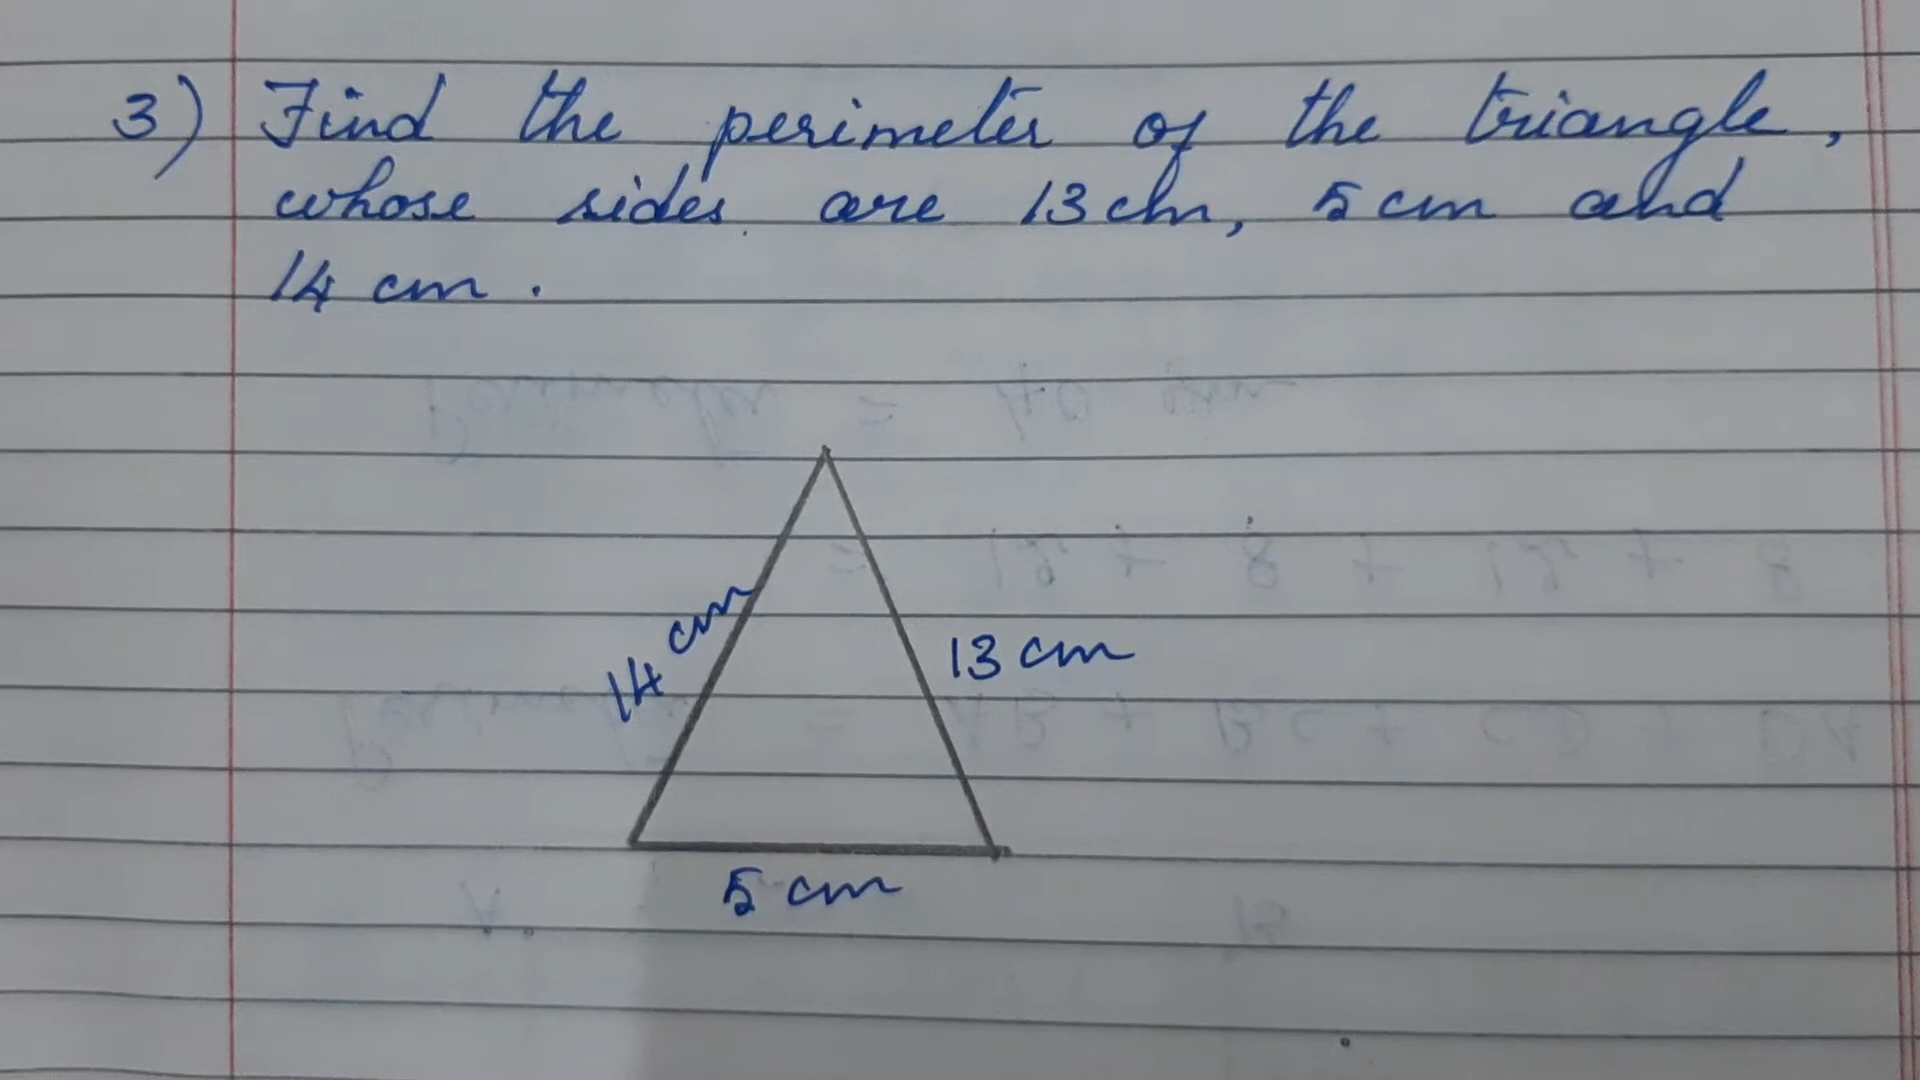 3) Find the perimeter of the triangle,
whose sides are 13 cm, 5 cm and
14 cm.
14 cm
13 cm
5 cm